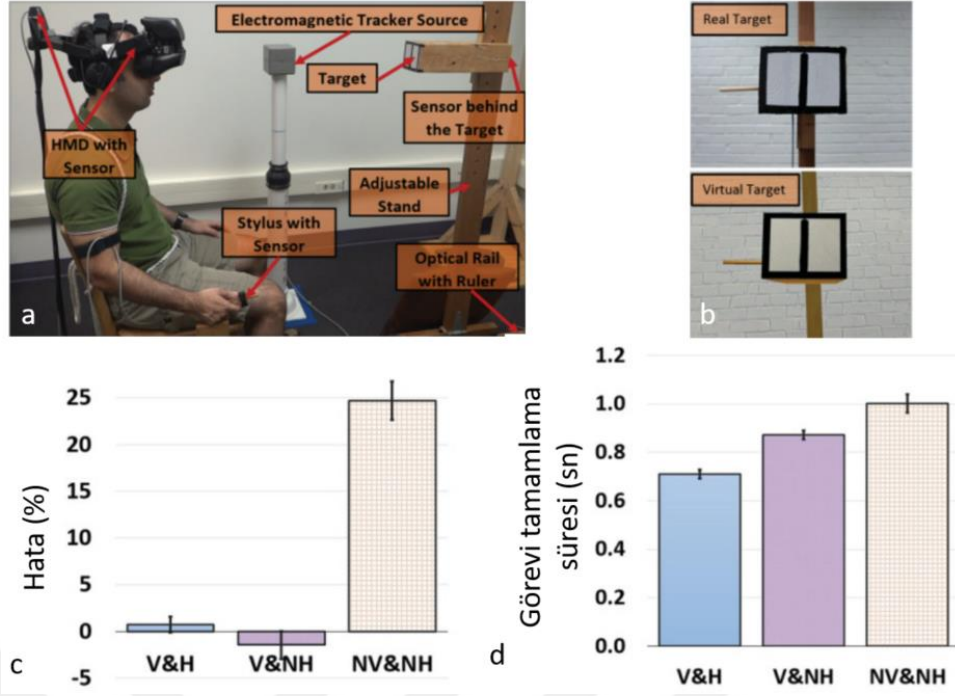 Electromagnetic Tracker Source
Target
Sensor behind
the Target
HMD with
Sensor
Adjustable
Stand
Stylus with
Sensor
Optical Rail
with Ruler
a
Real Target
Virtual Target
b
Hata (%)
25
20
15
10
5
0
-5
V&H
V&NH
NV&NH
c
Görevi tamamlama
süresi (sn)
1.2
1.0
0.8
0.6
0.4
0.2
0.0
V&H
V&NH
NV&NH
d